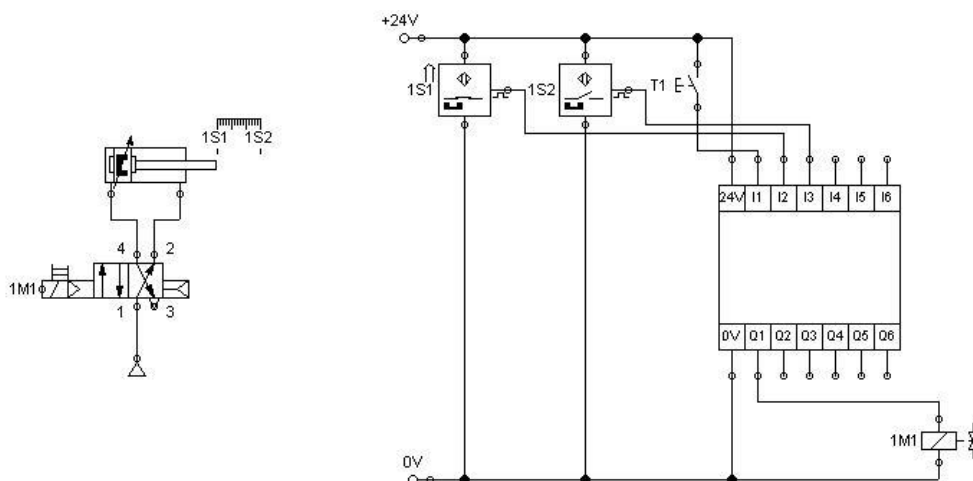 +24V
1S1
1S2
T1
1S1 1S2
4 2
1M1
1 3
24V I1 I2 I3 I4 I5 I6
0V Q1 Q2 Q3 Q4 Q5 Q6
1M1
0V